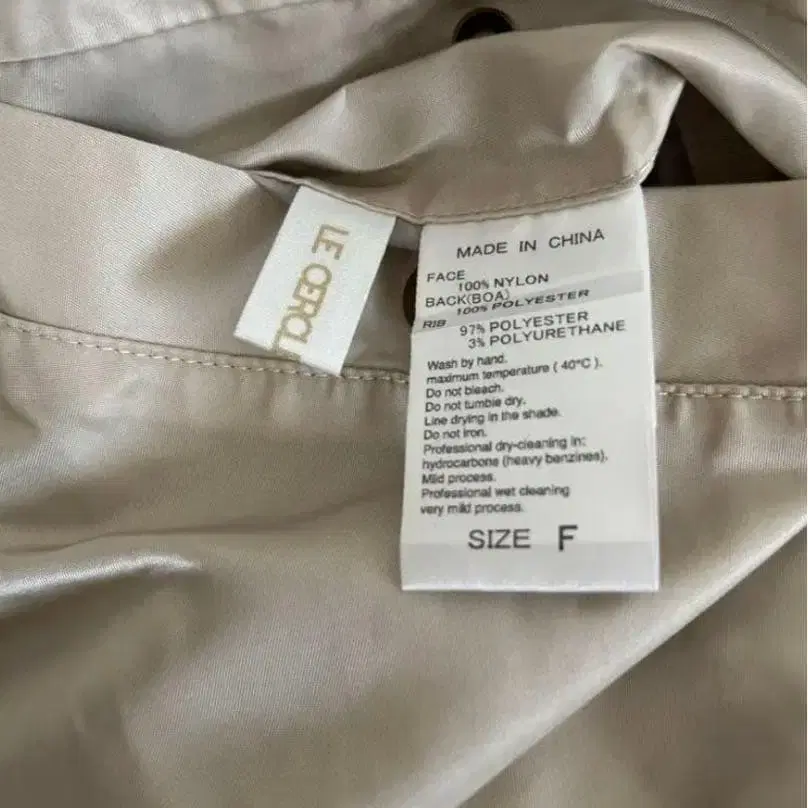 LE CERCL
MADE IN CHINA
FACE
100% NYLON
BACK(BOA)
100% POLYESTER
RIB
97% POLYESTER
3% POLYURETHANE
Wash by hand.
maximum temperature ( 40°C ).
Do not bleach.
Do not tumble dry.
Line drying in the shade.
Do not iron.
Professional dry-cleaning in:
hydrocarbone (heavy benzines).
Mild process.
Professional wet cleaning
very mild process.
SIZE F